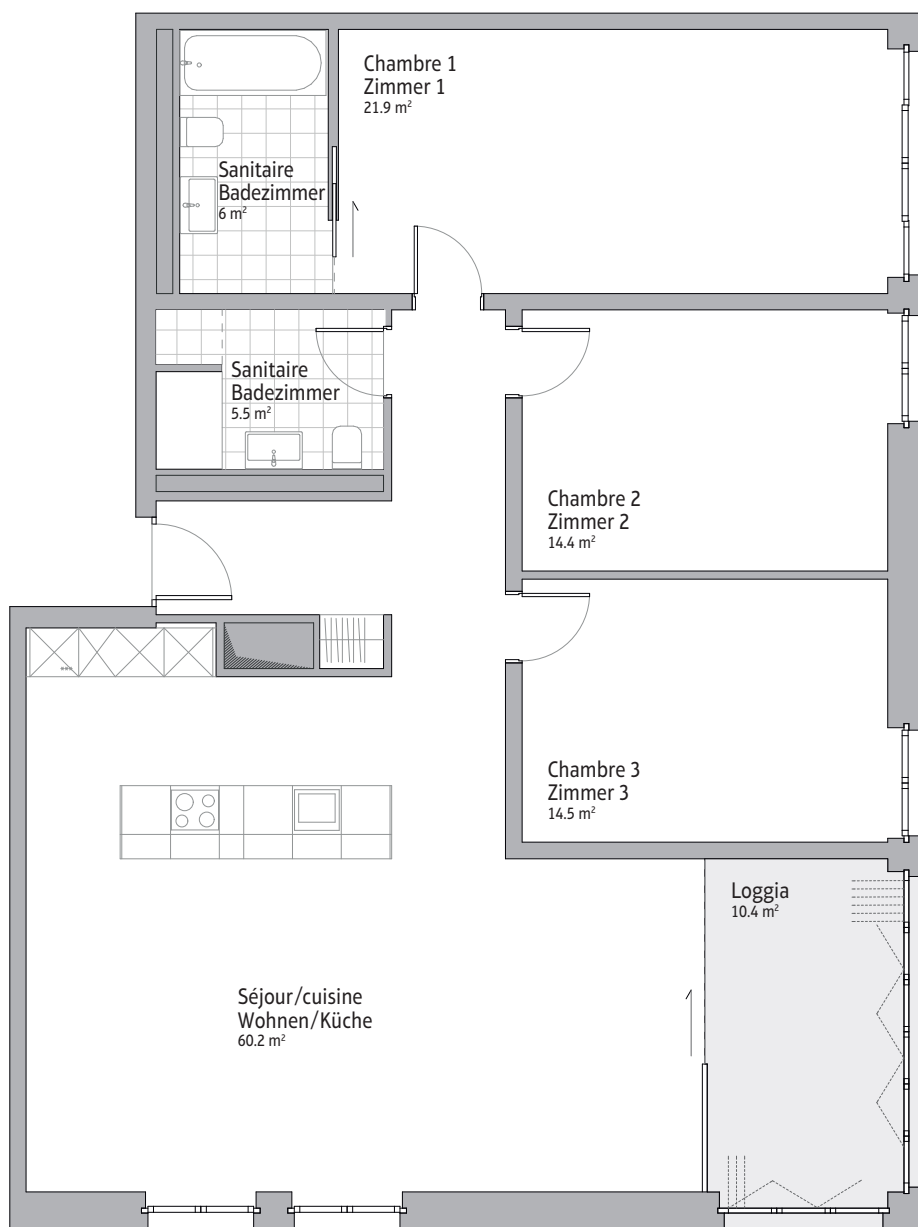 Chambre 1
Zimmer 1
21.9 m²
Sanitaire
Badezimmer
6 m²
Sanitaire
Badezimmer
5.5 m²
Chambre 2
Zimmer 2
14.4 m²
Chambre 3
Zimmer 3
14.5 m²
Loggia
10.4 m²
Séjour/cuisine
Wohnen/Küche
60.2 m²